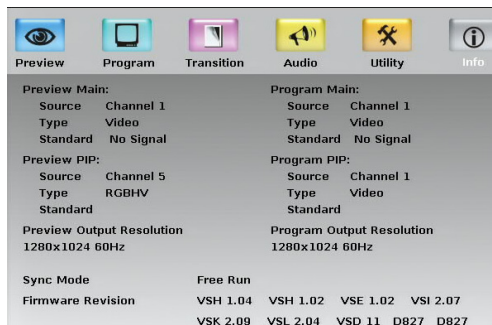 Preview Program Transition Audio Utility Info
Preview Main: Program Main:
Source Channel 1 Source Channel 1
Type Video Type Video
Standard No Signal Standard No Signal
Preview PIP: Program PIP:
Source Channel 5 Source Channel 1
Type RGBHV Type Video
Standard Standard
Preview Output Resolution Program Output Resolution
1280x1024 60Hz 1280x1024 60Hz
Sync Mode Free Run
Firmware Revision VSH 1.04 VSH 1.02 VSE 1.02 VSI 2.07
VSK 2.09 VSL 2.04 VSD 11 D827 D827